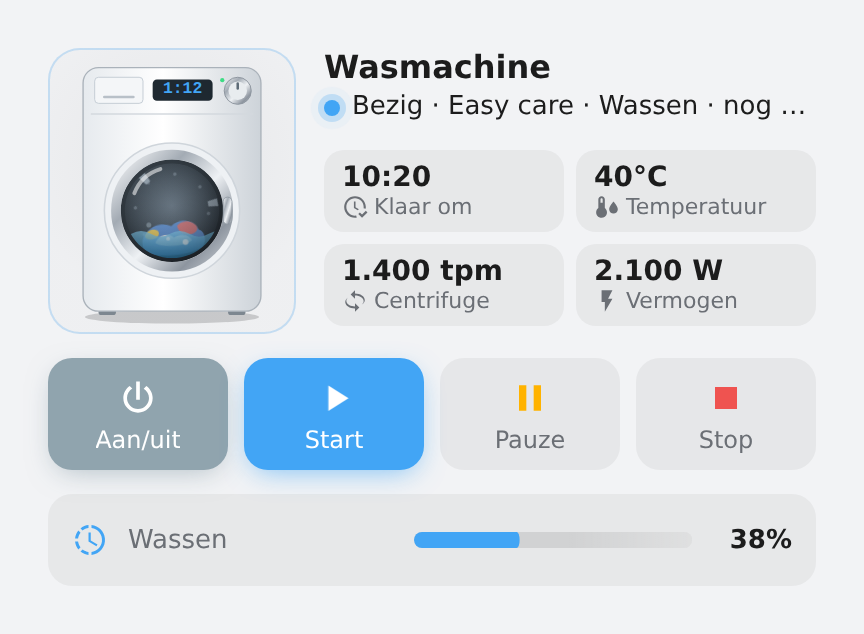 1:12
Wasmachine
Bezig · Easy care · Wassen · nog ...
10:20
Klaar om
40°C
Temperatuur
1.400 tpm
Centrifuge
2.100 W
Vermogen
Aan/uit
Start
Pauze
Stop
Wassen
38%